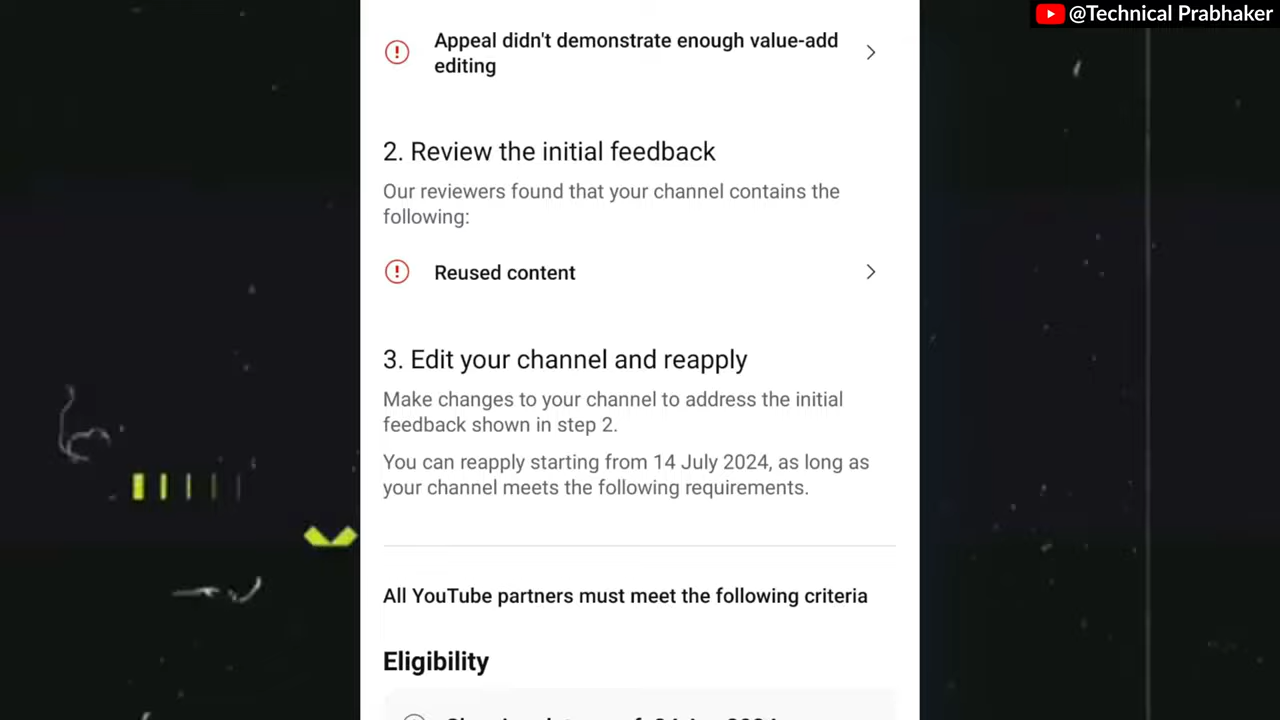 @Technical Prabhaker
Appeal didn't demonstrate enough value-add
editing
2. Review the initial feedback
Our reviewers found that your channel contains the
following:
Reused content
3. Edit your channel and reapply
Make changes to your channel to address the initial
feedback shown in step 2.
You can reapply starting from 14 July 2024, as long as
your channel meets the following requirements.
All YouTube partners must meet the following criteria
Eligibility